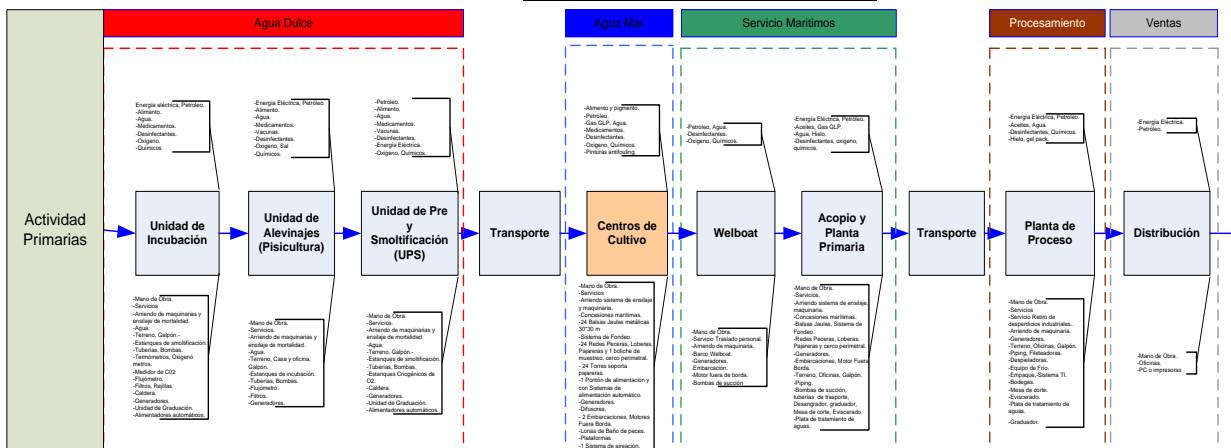 Agua Dulce
Agua Mar
Servicio Maritimos
Procesamiento
Ventas
Actividad
Primarias
Energía eléctrica, Petróleo.
-Alimento.
-Agua.
-Medicamentos.
-Desinfectantes.
-Oxigeno.
-Químicos
-Energía Eléctrica, Petróleo.
-Alimento.
-Agua.
-Medicamentos.
-Vacunas.
-Desinfectantes.
-Oxigeno, Sal
-Químicos.
-Petróleo.
-Alimento.
-Agua.
-Medicamentos.
-Vacunas.
-Desinfectantes.
-Energía Eléctrica.
-Oxigeno, Químicos.
-Alimento y pigmento.
-Petróleo.
-Gas GLP, Agua.
-Medicamentos.
-Desinfectantes.
-Oxigeno, Químicos.
-Pinturas antifouling.
-Petróleo, Agua.
-Desinfectantes.
-Oxigeno, Químicos.
-Energía Eléctrica, Petróleo.
-Aceites, Gas GLP.
-Agua, Hielo.
-Desinfectantes, oxigeno,
químicos.
-Energía Eléctrica, Petróleo.
-Aceites, Agua.
-Desinfectantes, Químicos.
-Hielo, gel pack.
-Energía Eléctrica.
-Petróleo.
Unidad de
Incubación
Unidad de
Alevinajes
(Pisicultura)
Unidad de Pre
y
Smoltificación
(UPS)
Transporte
Centros de
Cultivo
Welboat
Acopio y
Planta
Primaria
Transporte
Planta de
Proceso
Distribución
-Mano de Obra.
-Servicios
-Arriendo de maquinarias y
ensilaje de mortalidad.
-Agua.
-Terreno, Galpón.-
-Estanques de smoltificación.
-Tuberías, Bombas.
-Termómetros, Oxigenó
metros.
-Medidor de C02
-Flujómetro.
-Filtros, Rejillas.
-Caldera.
-Generadores.
-Unidad de Graduación.
-Alimentadores automáticos.
-Mano de Obra.
-Servicios.
-Arriendo de maquinarias y
ensilaje de mortalidad.
-Agua.
-Terreno, Casa y oficina,
Galpón.
-Estanques de incubación.
-Tuberías, Bombas.
-Flujómetro.
-Filtros.
-Generadores.
-Mano de Obra.
-Servicios.
-Arriendo de maquinarias y
ensilaje de mortalidad.
-Agua.
-Terreno, Galpón.-
-Estanques de smoltificación.
-Tuberías, Bombas.
-Estanques Criogénicos de
O2.
-Caldera.
-Generadores.
-Unidad de Graduación.
-Alimentadores automáticos.
-Mano de Obra.
-Servicios
-Arriendo sistema de ensilaje y
maquinaria.
-Concesiones marítimas.
-24 Balsas Jaulas metálicas
30*30 m
-Sistema de Fondeo.
-24 Redes Peceras, Loberas,
Pajareras y 1 boliche de
muestreo, cerco perimetral.
- 24 Torres soporta
pajareras.
-1 Pontón de alimentación y
con Sistemas de
alimentación automático.
-Generadores.
-Difusores.
- 2 Embarcaciones, Motores
Fuera Borda.
-Lonas de Baño de peces.
-Plataformas
-1 Sistema de aireación.
-Mano de Obra.
-Servicio Traslado personal.
-Arriendo de maquinaria.
-Barco Welboat.
-Generadores.
Embarcación.
-Motor fuera de borda.
-Bombas de succión
-Mano de Obra.
-Servicios.
-Arriendo sistema de ensilaje,
maquinaria.
-Concesiones marítimas.
-Balsas Jaulas, Sistema de
Fondeo.
-Redes Peceras, Loberas,
Pajareras y cerco perimetral.
-Generadores.
-Embarcaciones, Motor Fuera
Borda.
-Terreno, Oficinas, Galpón.
-Piping.
-Bombas de succión,
tuberías de trasporte,
Desangrador, graduador,
Mesa de corte, Eviscerado.
-Plata de tratamiento de
aguas.
-Mano de Obra.
-Servicios
-Servicio Retiro de
desperdicios industriales..
-Arriendo de maquinaria.
-Generadores.
-Terreno, Oficinas, Galpón.
-Piping, Fileteadoras.
-Despieladoras.
-Equipo de Frio.
-Empaque,-Sistema TI.
-Bodegas.
-Mesa de corte.
-Eviscerado.
-Plata de tratamiento de
aguas.
-Graduador.
-Mano de Obra.
-Oficinas.
-PC o impresoras